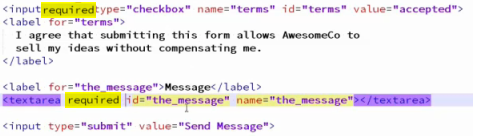 <input required type="checkbox" name="terms" id="terms" value="accepted">
<label for="terms">
I agree that submitting this form allows AwesomeCo to
sell my ideas without compensating me.
</label>
<label for="the_message">Message</label>
<textarea required id="the_message" name="the_message"></textarea>
<input type="submit" value="Send Message">